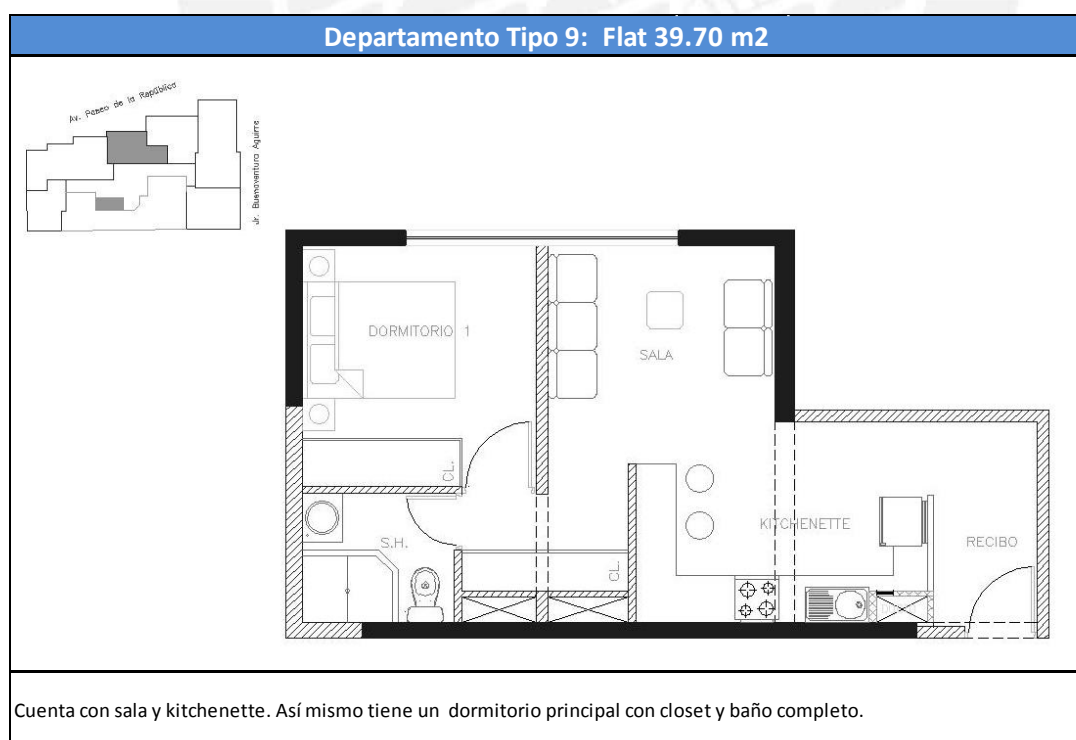 Departamento Tipo 9: Flat 39.70 m2
Av. Paseo de la República
Jr. Buenaventura Aguirre
DORMITORIO 1
SALA
CL.
S.H.
KITCHENETTE
RECIBO
CL.
Cuenta con sala y kitchenette. Así mismo tiene un dormitorio principal con closet y baño completo.